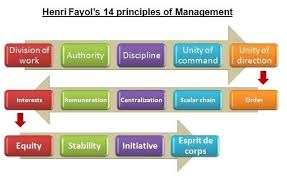 Henri Fayol's 14 principles of Management
Division of work
Authority
Discipline
Unity of command
Unity of direction
Interests
Remuneration
Centralization
Scalar chain
Order
Equity
Stability
Initiative
Esprit de corps